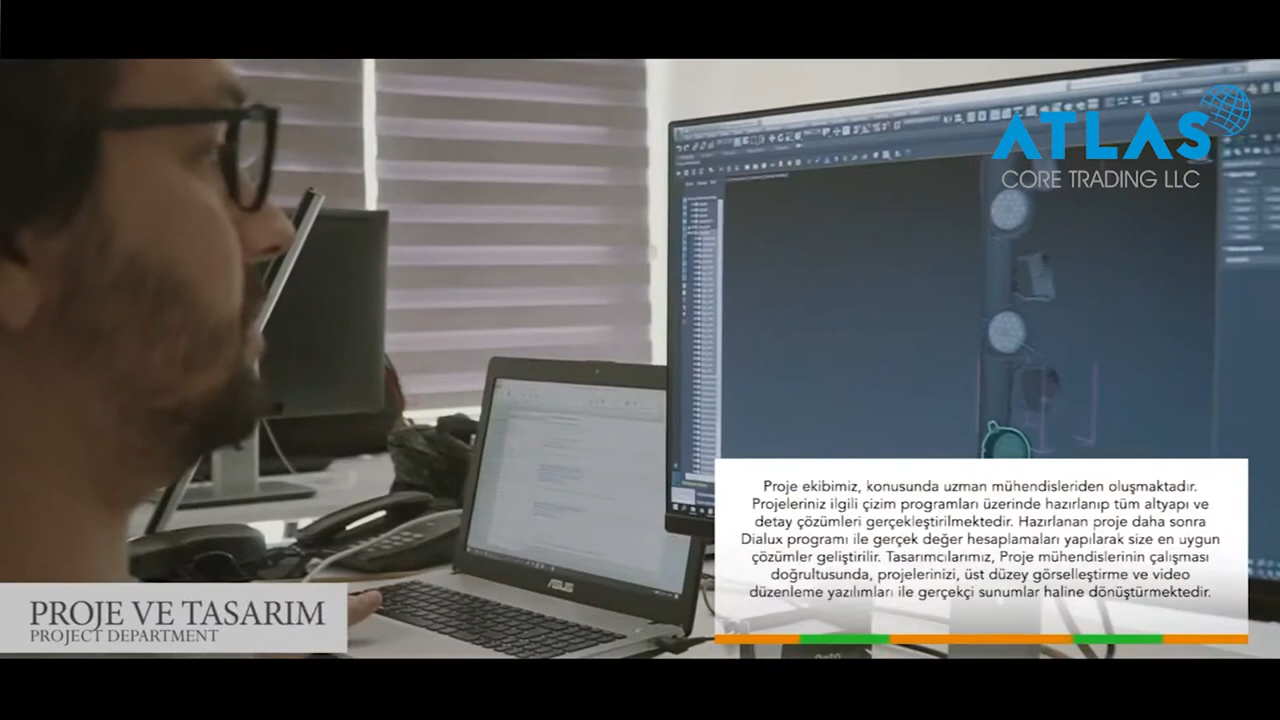 ATLAS
CORE TRADING LLC
Proje ekibimiz, konusunda uzman mühendisleriden oluşmaktadır.
Projeleriniz ilgili çizim programları üzerinde hazırlanıp tüm altyapı ve
detay çözümleri gerçekleştirilmektedir. Hazırlanan proje daha sonra
Dialux programı ile gerçek değer hesaplamaları yapılarak size en uygun
çözümler geliştirilir. Tasarımcılarımız, Proje mühendislerinin çalışması
doğrultusunda, projelerinizi, üst düzey görselleştirme ve video
düzenleme yazılımları ile gerçekçi sunumlar haline dönüştürmektedir.
ASUS
PROJE VE TASARIM
PROJECT DEPARTMENT